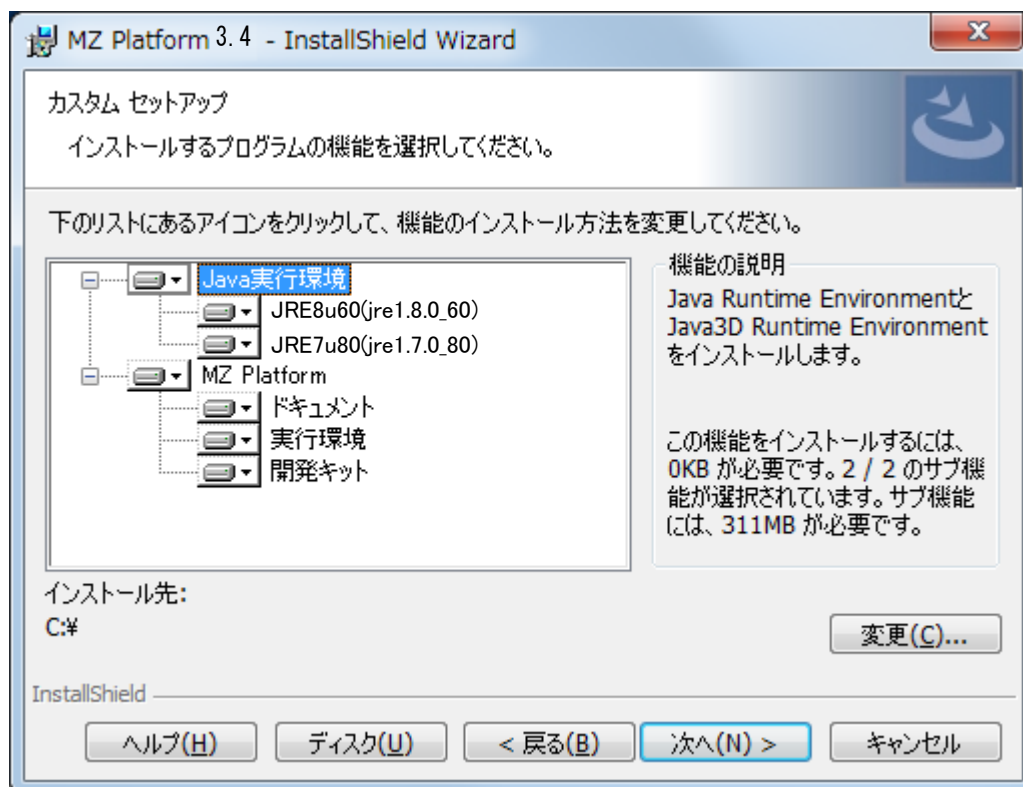 MZ Platform 3.4 - InstallShield Wizard
カスタム セットアップ
インストールするプログラムの機能を選択してください。
下のリストにあるアイコンをクリックして、機能のインストール方法を変更してください。
Java実行環境
JRE8u60(jre1.8.0_60)
JRE7u80(jre1.7.0_80)
MZ Platform
ドキュメント
実行環境
開発キット
機能の説明
Java Runtime Environmentと
Java3D Runtime Environment
をインストールします。
この機能をインストールするには、
0KB が必要です。2 / 2 のサブ機
能が選択されています。サブ機能
には、311MB が必要です。
インストール先:
C:¥
変更(C)...
InstallShield
ヘルプ(H)
ディスク(U)
< 戻る(B)
次へ(N) >
キャンセル